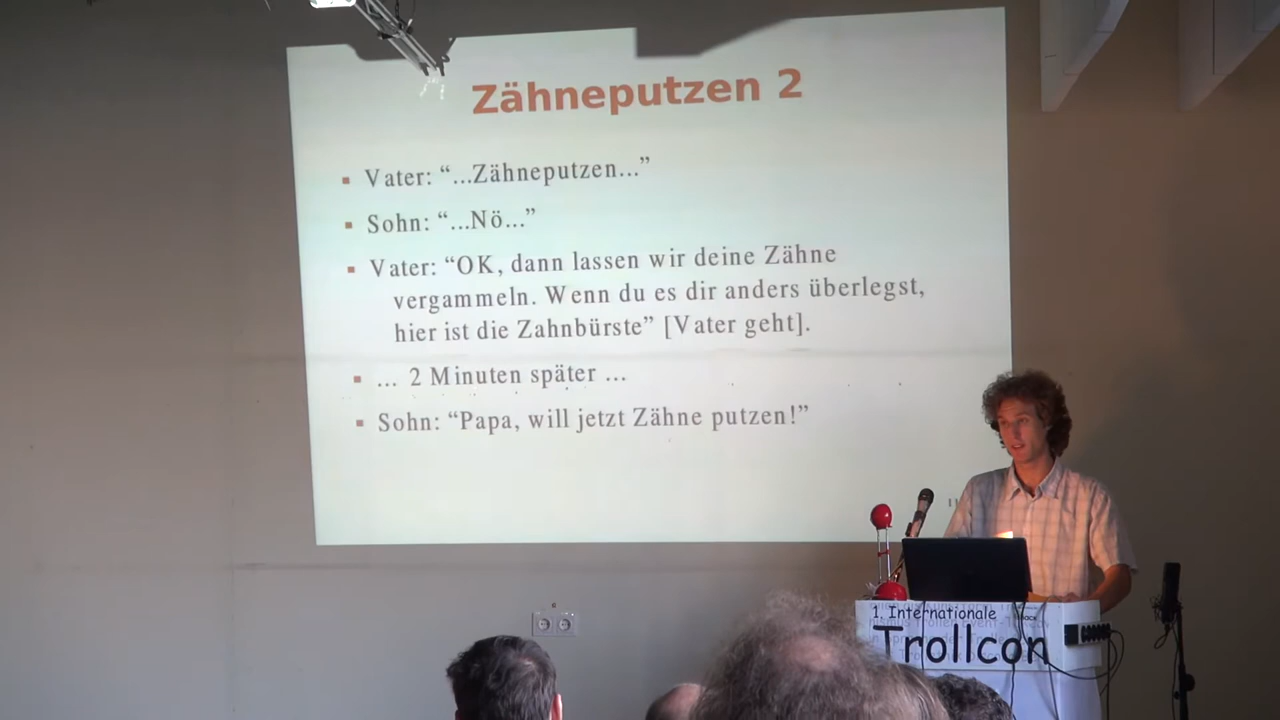 Zähneputzen 2
Vater: “...Zähneputzen...”
Sohn: “...Nö...”
Vater: “OK, dann lassen wir deine Zähne
vergammeln. Wenn du es dir anders überlegst,
hier ist die Zahnbürste” [Vater geht].
... 2 Minuten später ...
Sohn: “Papa, will jetzt Zähne putzen!”
1. Internationale
Trollcon